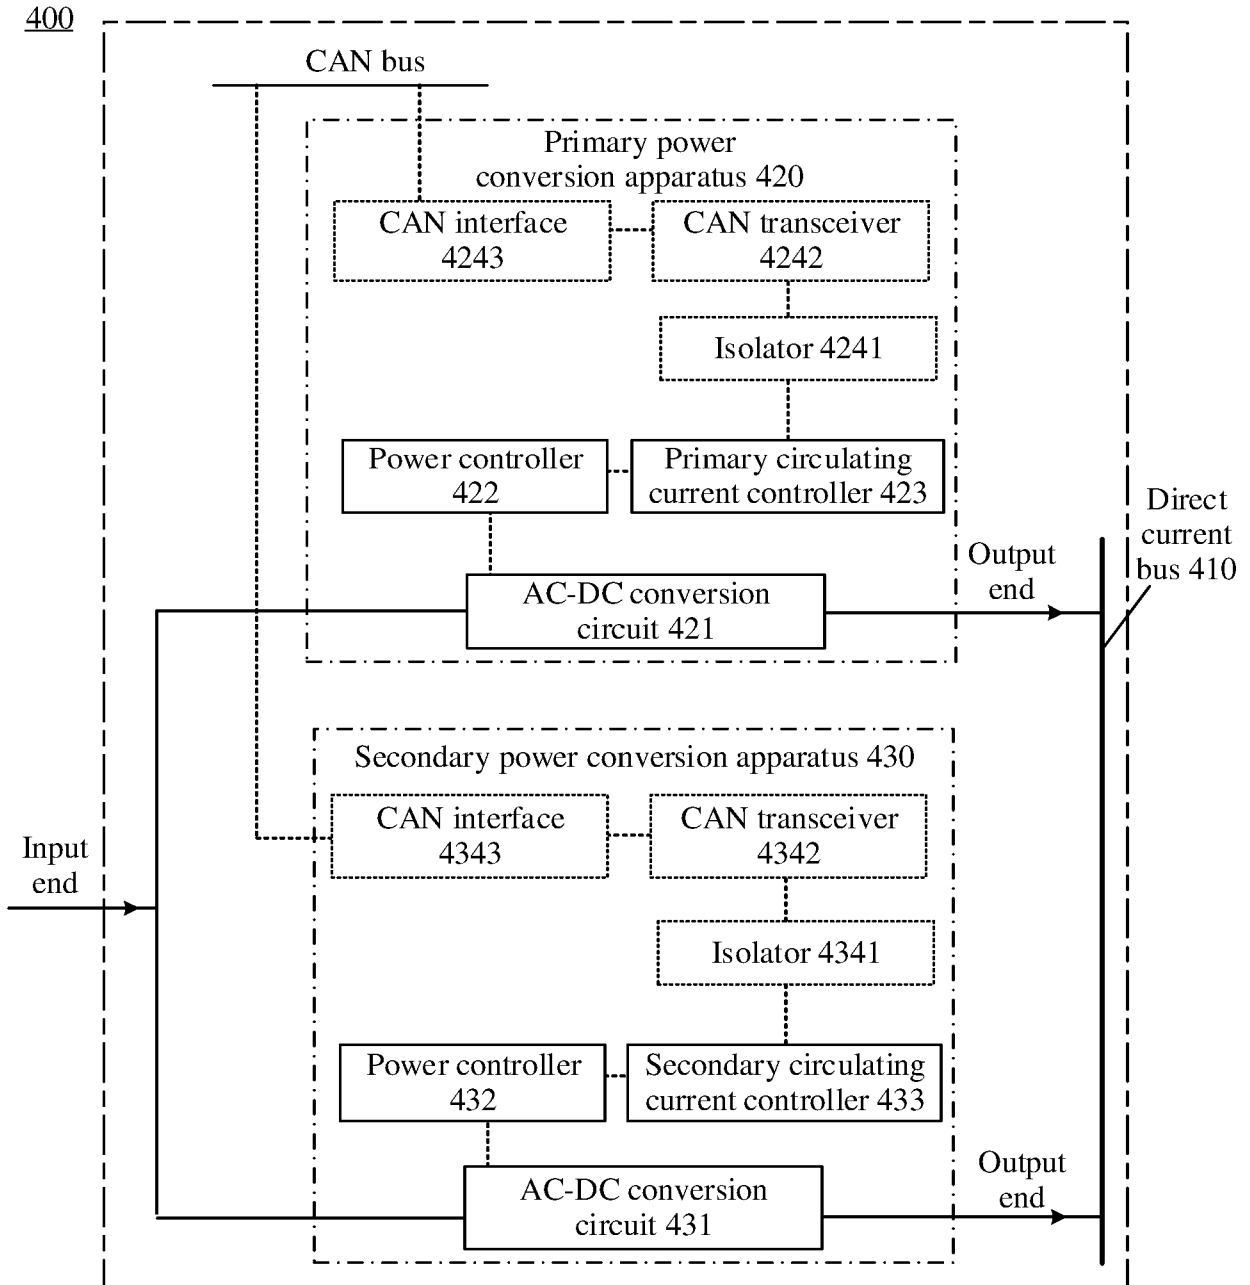 400
CAN bus
Primary power
conversion apparatus 420
CAN interface
4243
CAN transceiver
4242
Isolator 4241
Power controller
422
Primary circulating
current controller 423
Direct
current
bus 410
Output
end
AC-DC conversion
circuit 421
Secondary power conversion apparatus 430
CAN interface
4343
CAN transceiver
4342
Input
end
Isolator 4341
Power controller
432
Secondary circulating
current controller 433
Output
end
AC-DC conversion
circuit 431